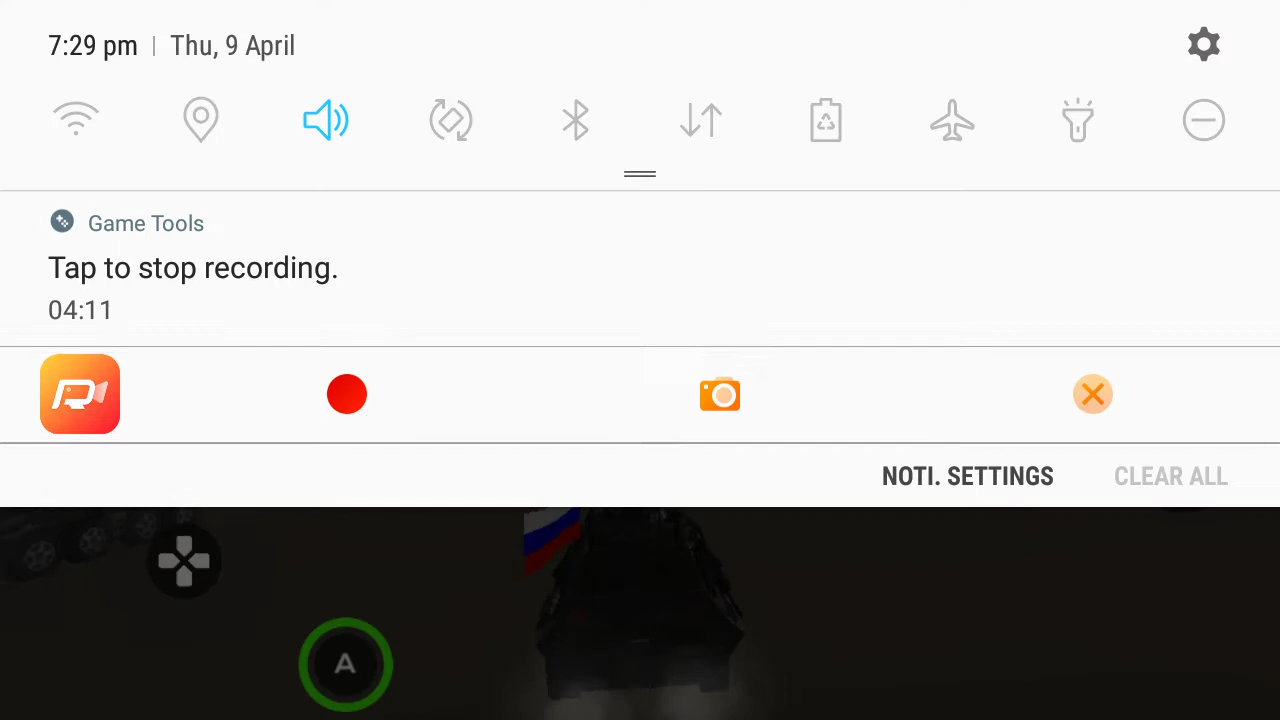 7:29 pm | Thu, 9 April
Game Tools
Tap to stop recording.
04:11
NOTI. SETTINGS CLEAR ALL
A